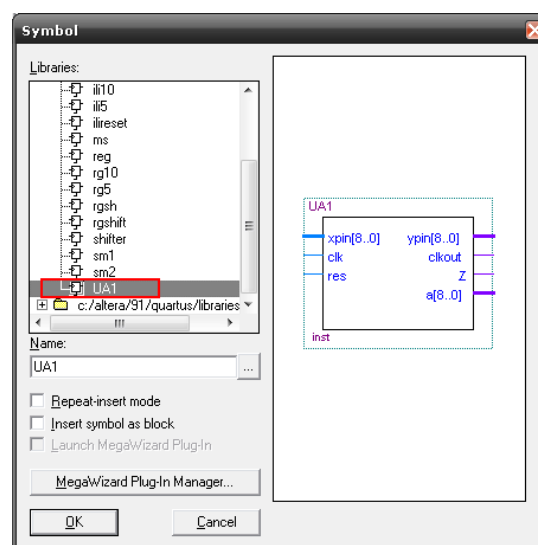 Symbol
Libraries:
ili10
ili5
ilireset
ms
reg
rg10
rg5
rgsh
rgshift
shifter
sm1
sm2
UA1
c:/altera/91/quartus/libraries
Name:
UA1
...
Repeat-insert mode
Insert symbol as block
Launch MegaWizard Plug-In
MegaWizard Plug-In Manager...
OK Cancel
UA1
xpin[8..0] ypin[8..0]
clk clkout
res Z
a[8..0]
inst